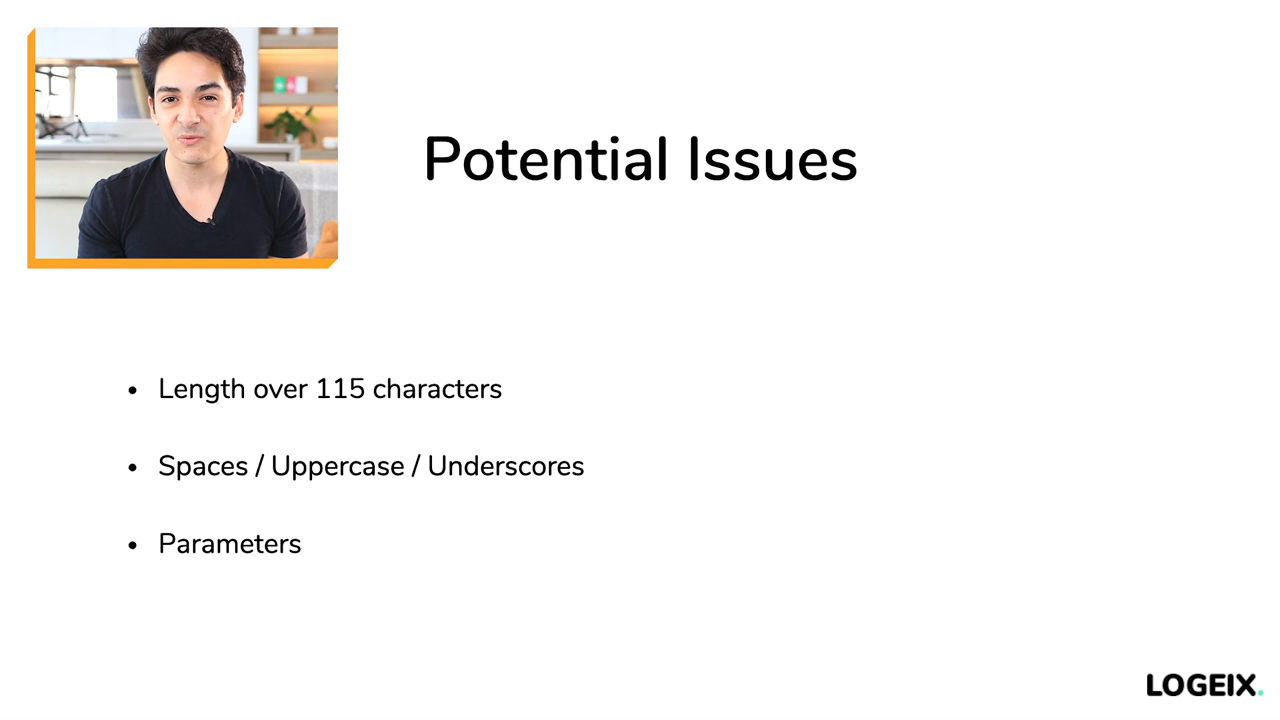 Potential Issues
Length over 115 characters
Spaces / Uppercase / Underscores
Parameters
LOGEIX.